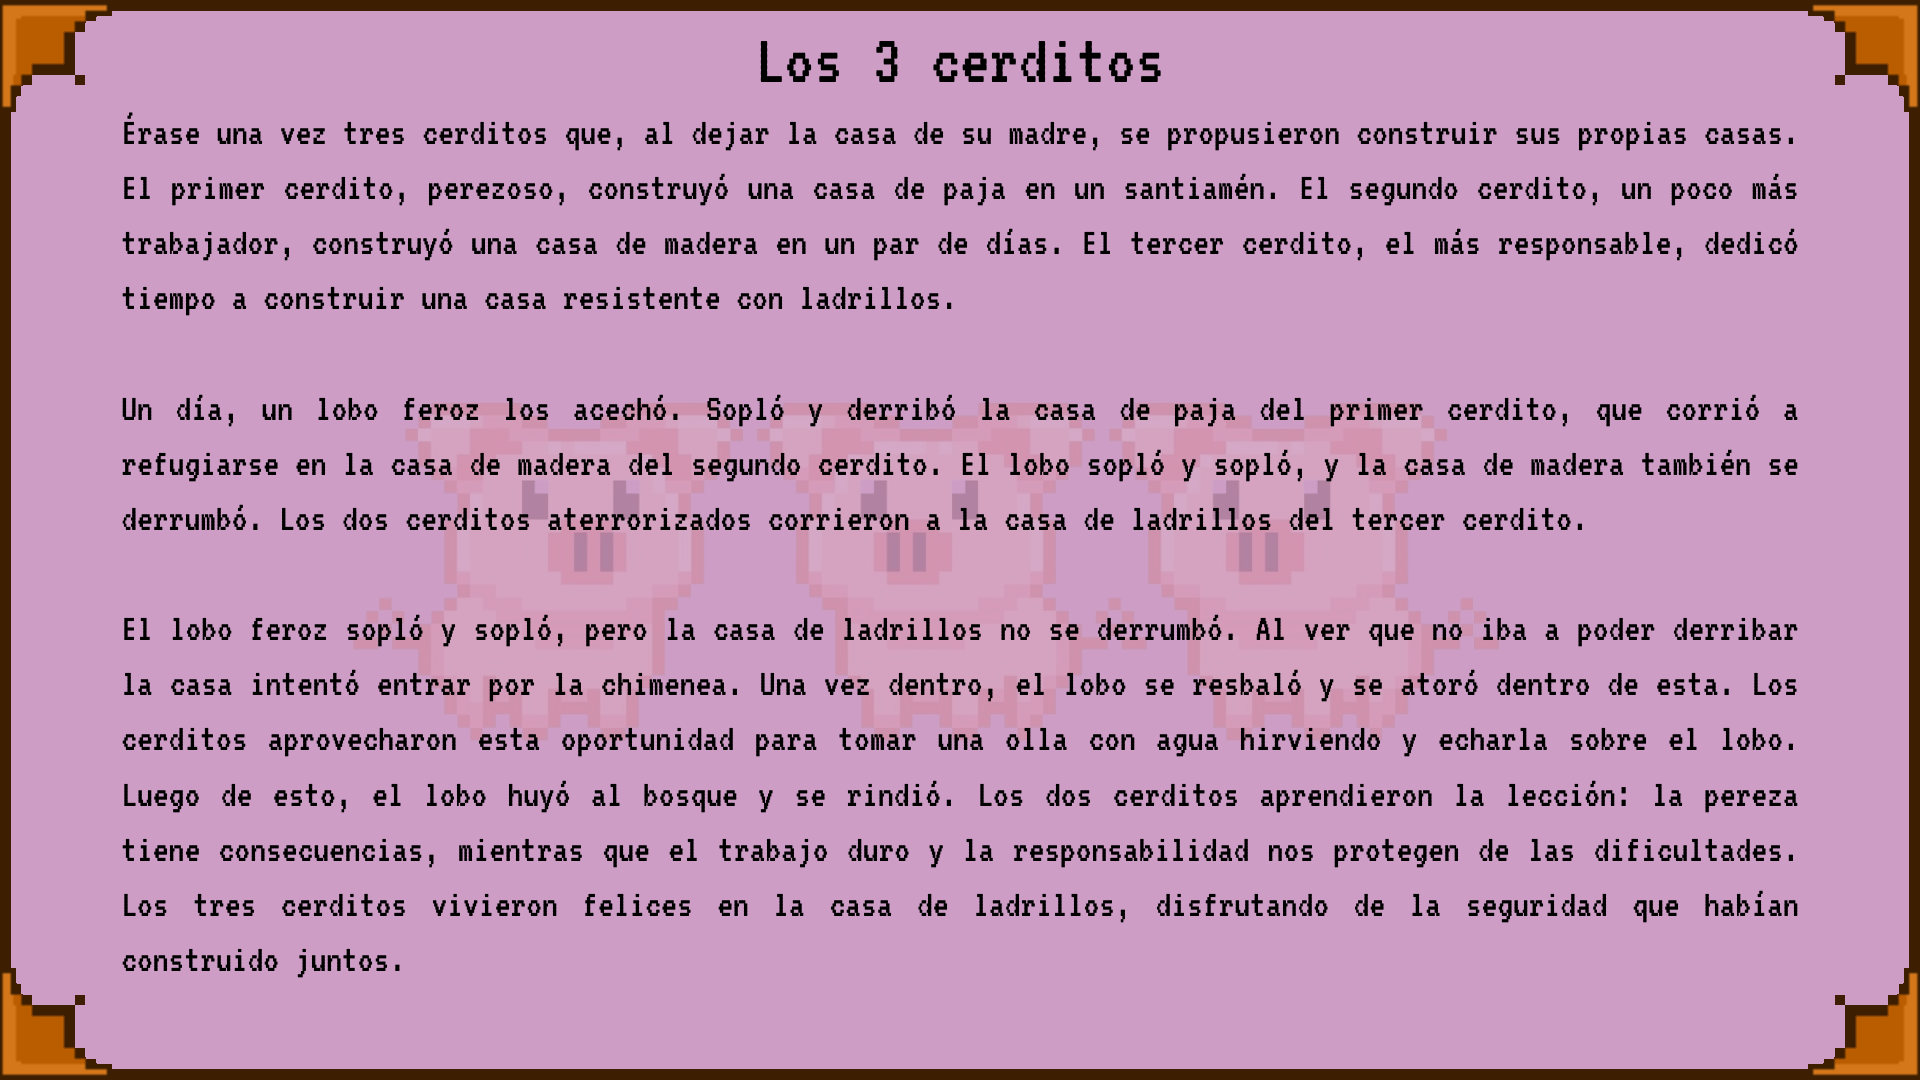 Los 3 cerditos
Érase una vez tres cerditos que, al dejar la casa de su madre, se propusieron construir sus propias casas.
El primer cerdito, perezoso, construyó una casa de paja en un santiamén. El segundo cerdito, un poco más
trabajador, construyó una casa de madera en un par de días. El tercer cerdito, el más responsable, dedicó
tiempo a construir una casa resistente con ladrillos.
Un día, un lobo feroz los acechó. Sopló y derribó la casa de paja del primer cerdito, que corrió a
refugiarse en la casa de madera del segundo cerdito. El lobo sopló y sopló, y la casa de madera también se
derrumbó. Los dos cerditos aterrorizados corrieron a la casa de ladrillos del tercer cerdito.
El lobo feroz sopló y sopló, pero la casa de ladrillos no se derrumbó. Al ver que no iba a poder derribar
la casa intentó entrar por la chimenea. Una vez dentro, el lobo se resbaló y se atoró dentro de esta. Los
cerditos aprovecharon esta oportunidad para tomar una olla con agua hirviendo y echarla sobre el lobo.
Luego de esto, el lobo huyó al bosque y se rindió. Los dos cerditos aprendieron la lección: la pereza
tiene consecuencias, mientras que el trabajo duro y la responsabilidad nos protegen de las dificultades.
Los tres cerditos vivieron felices en la casa de ladrillos, disfrutando de la seguridad que habían
construido juntos.